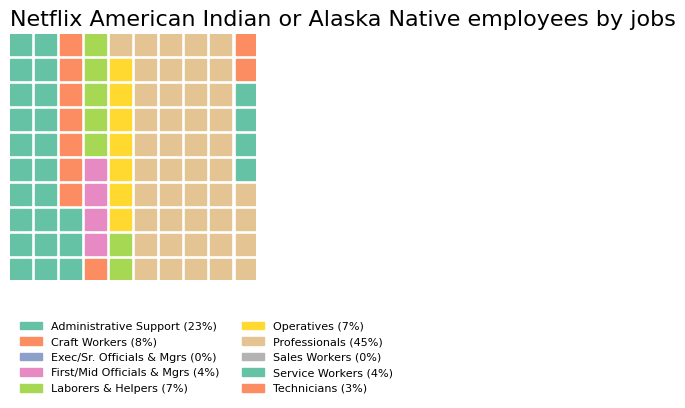 Netflix American Indian or Alaska Native employees by jobs
Administrative Support (23%)
Craft Workers (8%)
Exec/Sr. Officials & Mgrs (0%)
First/Mid Officials & Mgrs (4%)
Laborers & Helpers (7%)
Operatives (7%)
Professionals (45%)
Sales Workers (0%)
Service Workers (4%)
Technicians (3%)